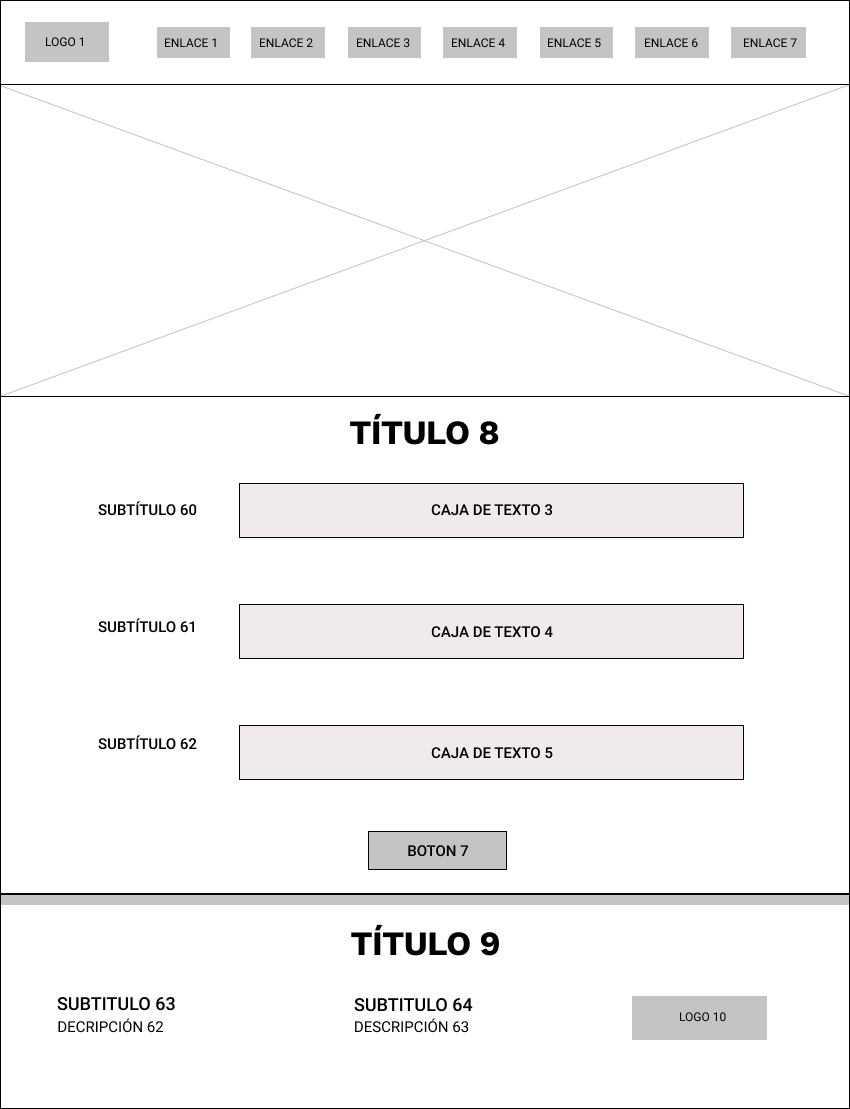 LOGO 1
ENLACE 1
ENLACE 2
ENLACE 3
ENLACE 4
ENLACE 5
ENLACE 6
ENLACE 7
TÍTULO 8
SUBTÍTULO 60
CAJA DE TEXTO 3
SUBTÍTULO 61
CAJA DE TEXTO 4
SUBTÍTULO 62
CAJA DE TEXTO 5
BOTON 7
TÍTULO 9
SUBTITULO 63
DECRIPCIÓN 62
SUBTITULO 64
DESCRIPCIÓN 63
LOGO 10